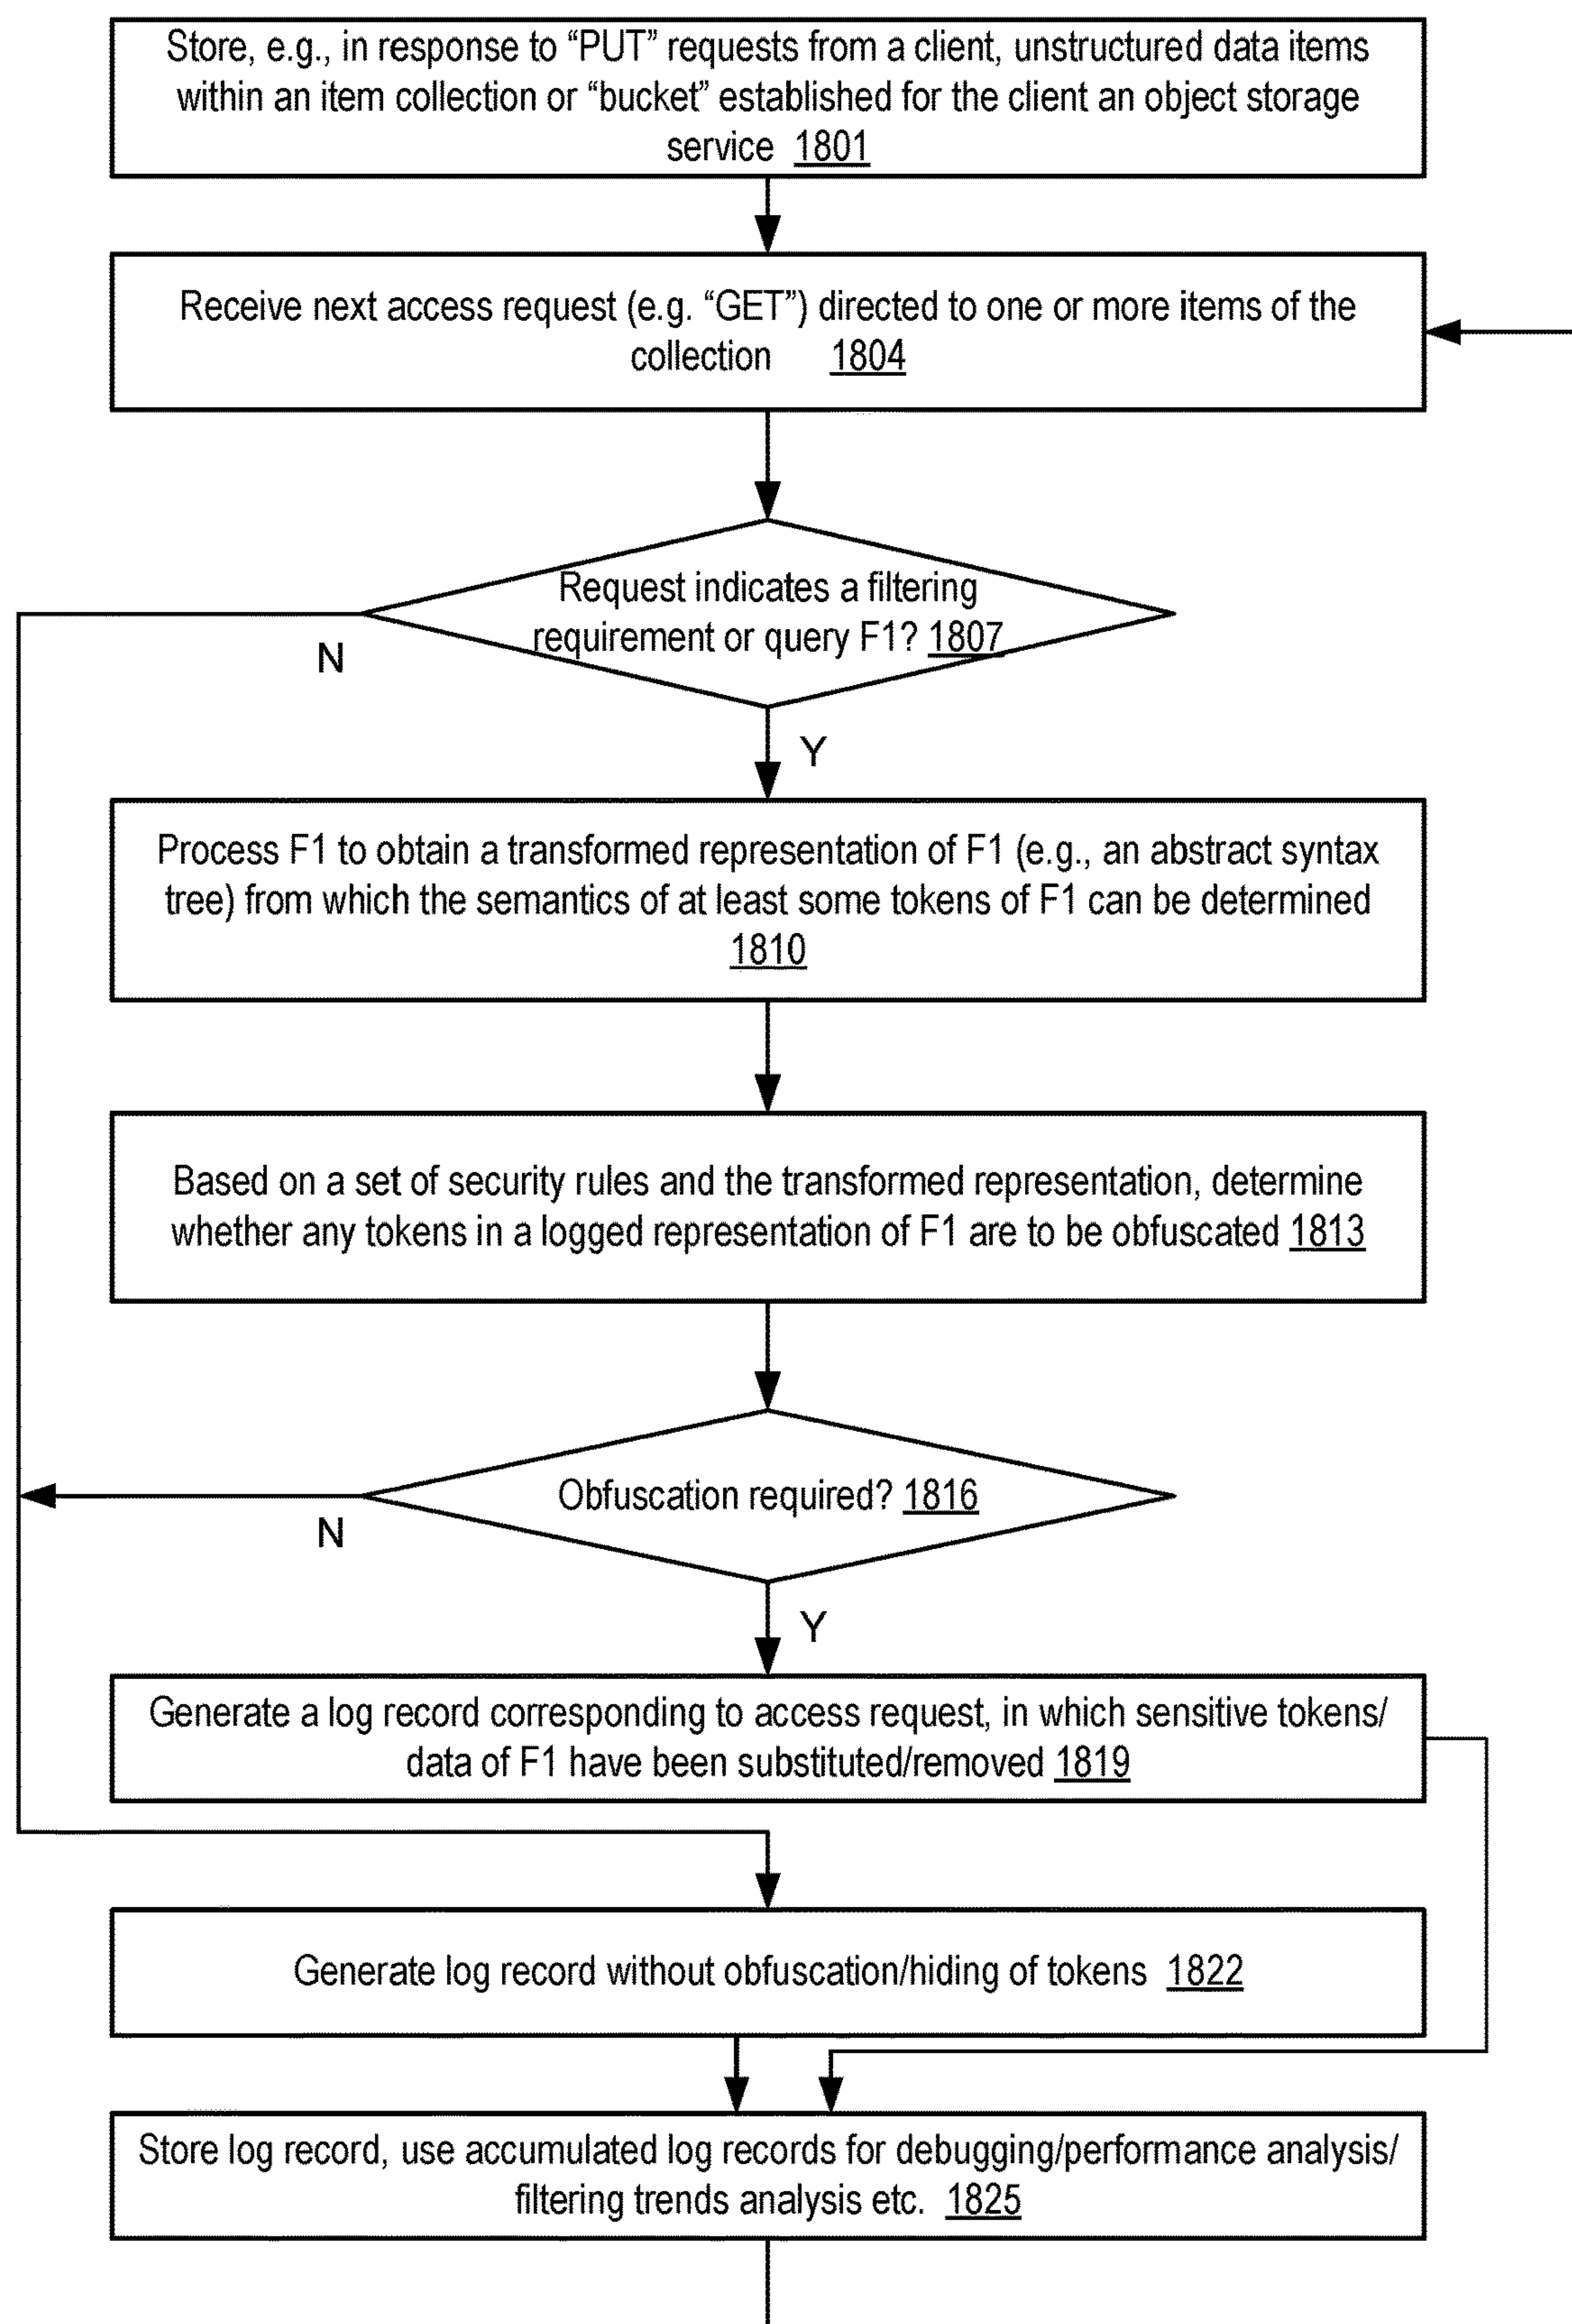 Store, e.g., in response to “PUT” requests from a client, unstructured data items
within an item collection or “bucket” established for the client an object storage
service 1801
Receive next access request (e.g. “GET”) directed to one or more items of the
collection 1804
Request indicates a filtering
requirement or query F1? 1807
N
Y
Process F1 to obtain a transformed representation of F1 (e.g., an abstract syntax
tree) from which the semantics of at least some tokens of F1 can be determined
1810
Based on a set of security rules and the transformed representation, determine
whether any tokens in a logged representation of F1 are to be obfuscated 1813
Obfuscation required? 1816
N
Y
Generate a log record corresponding to access request, in which sensitive tokens/
data of F1 have been substituted/removed 1819
Generate log record without obfuscation/hiding of tokens 1822
Store log record, use accumulated log records for debugging/performance analysis/
filtering trends analysis etc. 1825